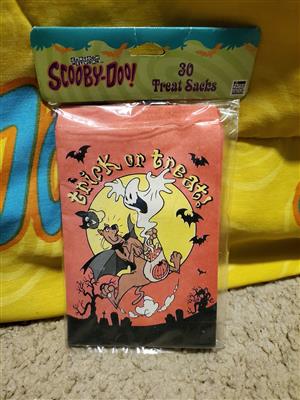 SCOOBY-DOO!
30
Treat Sacks
trick or treat!